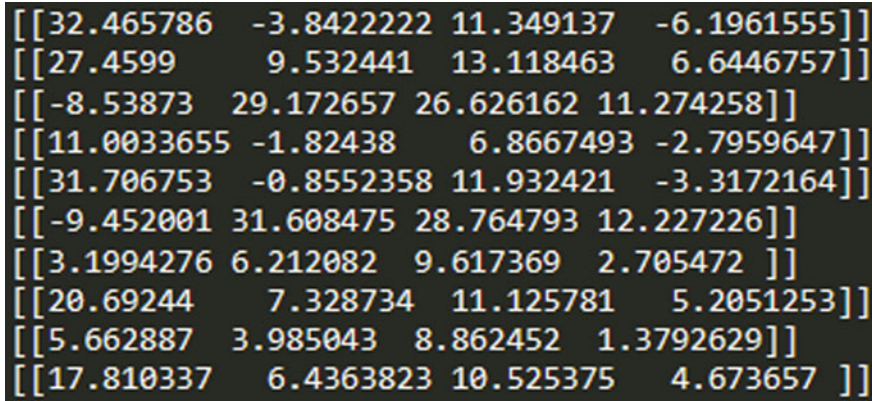 [[32.465786  -3.8422222 11.349137  -6.1961555]]
[[27.4599     9.532441  13.118463   6.6446757]]
[[-8.53873  29.172657 26.626162 11.274258]]
[[11.0033655 -1.82438    6.8667493 -2.7959647]]
[[31.706753  -0.8552358 11.932421  -3.3172164]]
[[-9.452001 31.608475 28.764793 12.227226]]
[[3.1994276 6.212082  9.617369  2.705472 ]]
[[20.69244    7.328734  11.125781   5.2051253]]
[[5.662887  3.985043  8.862452  1.3792629]]
[[17.810337   6.4363823 10.525375   4.673657 ]]